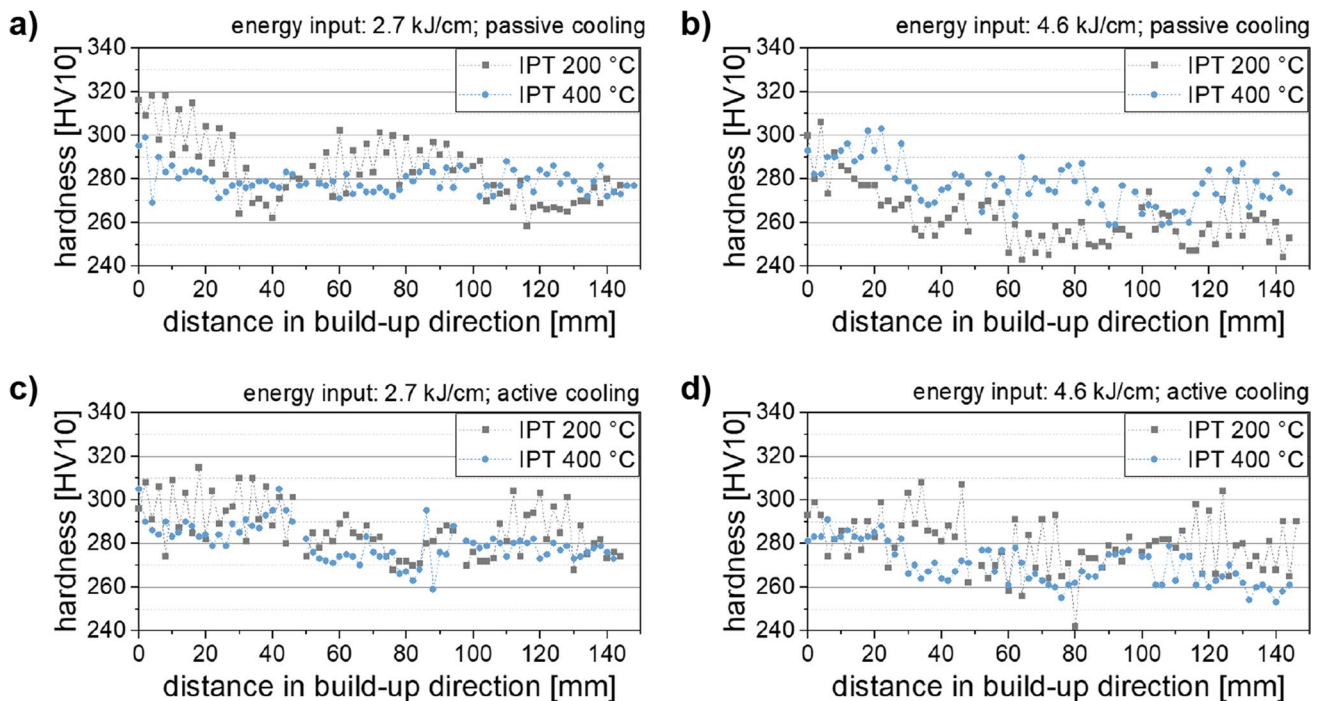 a)
energy input: 2.7 kJ/cm; passive cooling
340
320
300
280
260
240
hardness [HV10]
IPT 200 °C
IPT 400 °C
0 20 40 60 80 100 120 140
distance in build-up direction [mm]
b)
energy input: 4.6 kJ/cm; passive cooling
340
320
300
280
260
240
hardness [HV10]
IPT 200 °C
IPT 400 °C
0 20 40 60 80 100 120 140
distance in build-up direction [mm]
c)
energy input: 2.7 kJ/cm; active cooling
340
320
300
280
260
240
hardness [HV10]
IPT 200 °C
IPT 400 °C
0 20 40 60 80 100 120 140
distance in build-up direction [mm]
d)
energy input: 4.6 kJ/cm; active cooling
340
320
300
280
260
240
hardness [HV10]
IPT 200 °C
IPT 400 °C
0 20 40 60 80 100 120 140
distance in build-up direction [mm]